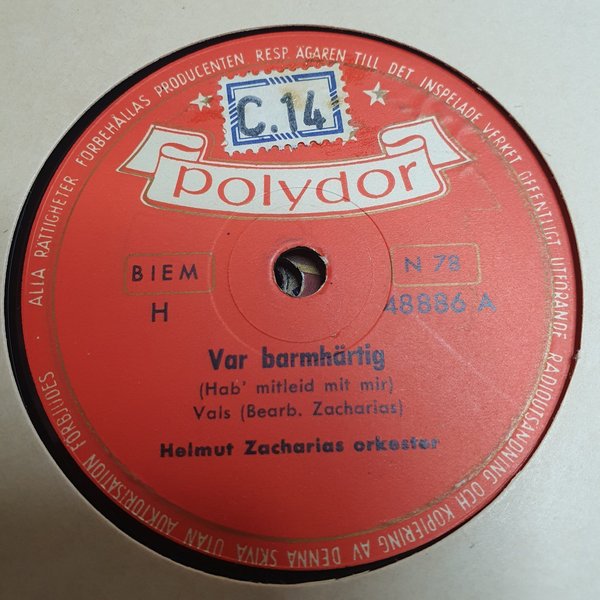 ALLA RÄTTIGHETER FÖRBEHÅLLAS PRODUCENTEN RESP. ÄGAREN TILL DET INSPELADE VERKET. OFFENTLIGT UTFÖRANDE RADIOUTSÄNDNING OCH KOPIERING AV DENNA SKIVA UTAN AUKTORISATION FÖRBJUDES ·
C.14
polydor
BIEM
N 78
H
48886 A
Var barmhärtig
(Hab' mitleid mit mir)
Vals (Bearb. Zacharias)
Helmut Zacharias orkester